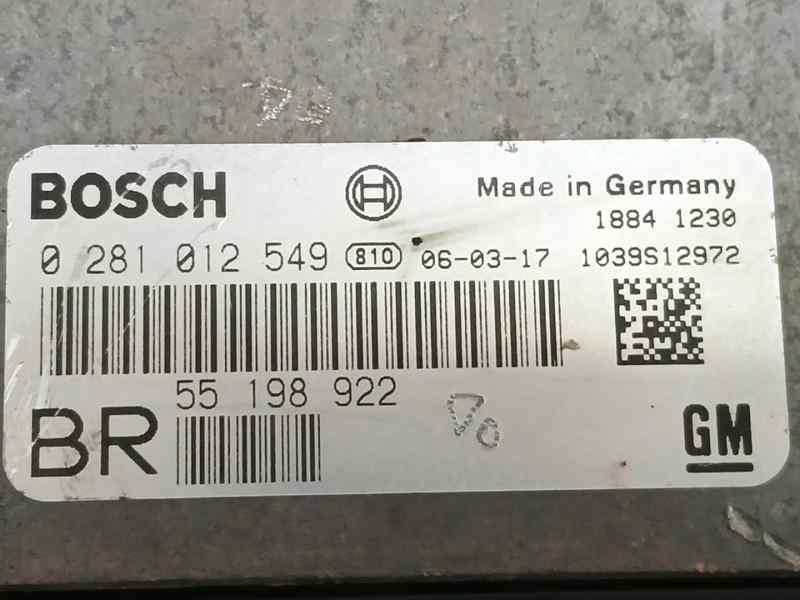 BOSCH
Made in Germany
1884 1230
0 281 012 549 810 06-03-17 1039S12972
55 198 922
BR
GM